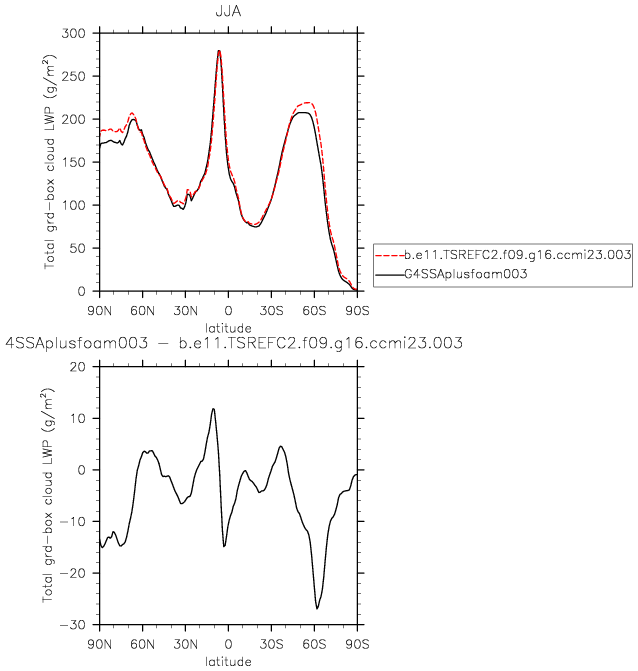 JJA
Total grd-box cloud LWP (g/m²)
300
250
200
150
100
50
0
90N 60N 30N 0 30S 60S 90S
latitude
b.e11.TSREFC2.f09.g16.ccmi23.003
G4SSAplusfoam003
4SSAplusfoam003 − b.e11.TSREFC2.f09.g16.ccmi23.003
Total grd-box cloud LWP (g/m²)
20
10
0
−10
−20
−30
90N 60N 30N 0 30S 60S 90S
latitude